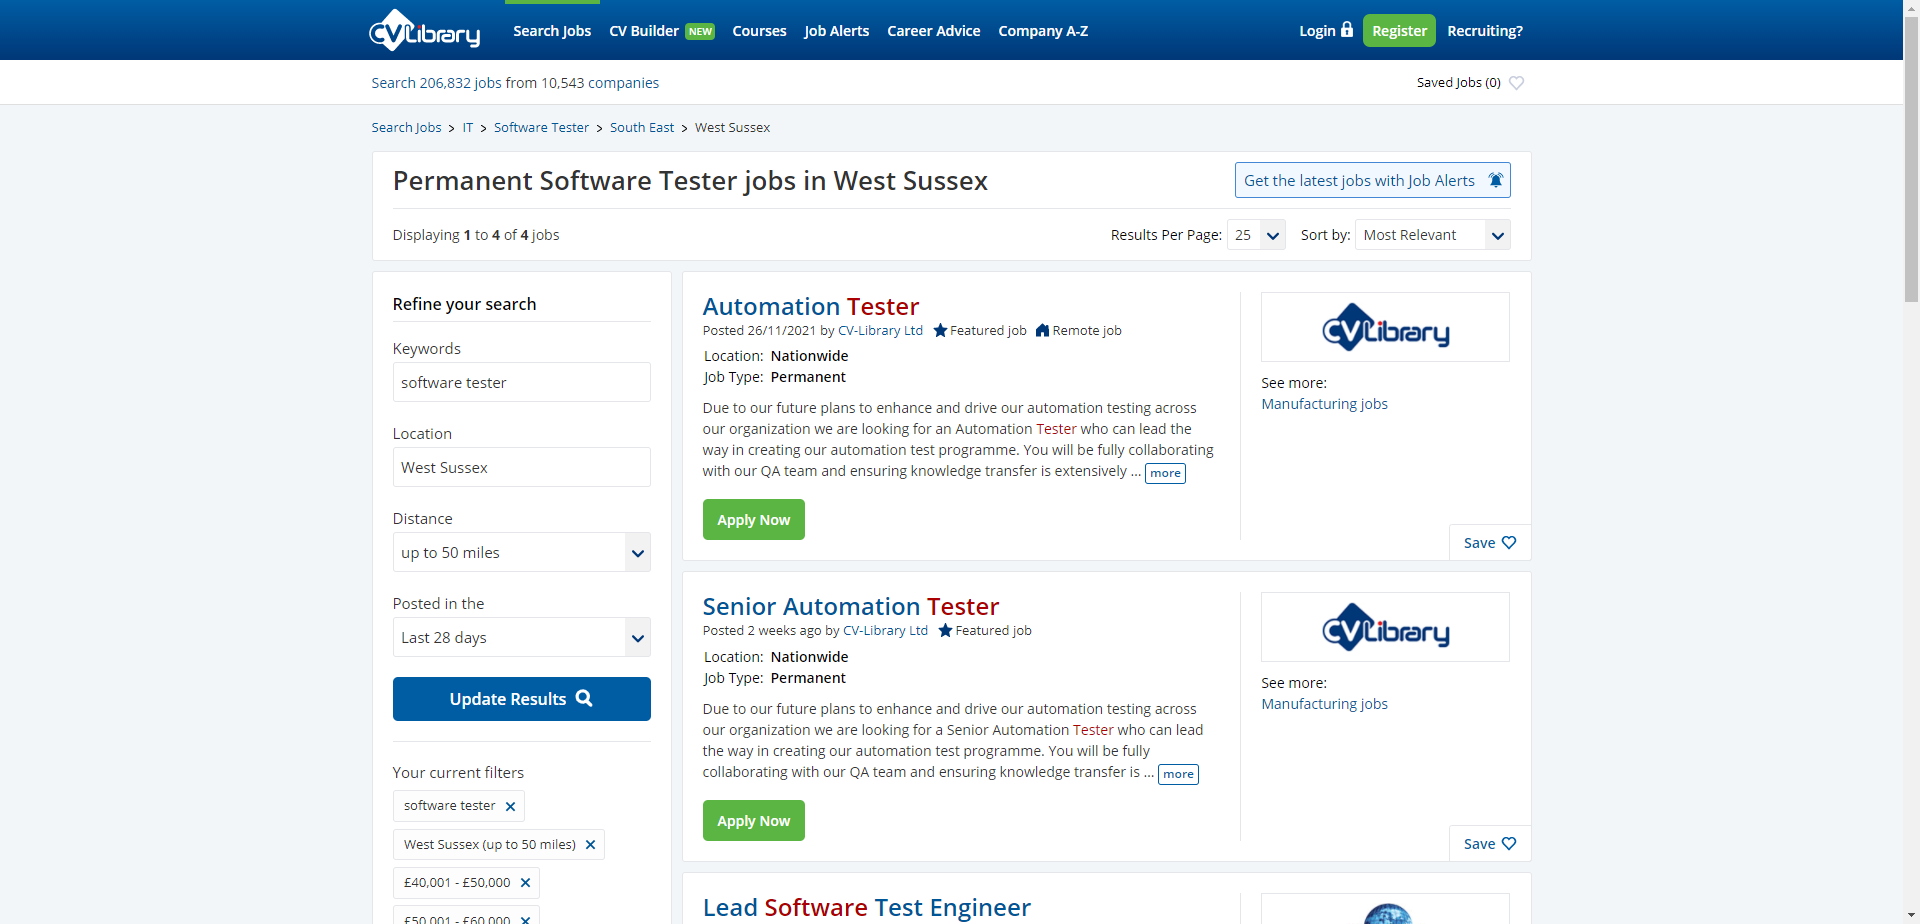 CVLibrary
Search Jobs CV Builder NEW Courses Job Alerts Career Advice Company A-Z Login Register Recruiting?
Search 206,832 jobs from 10,543 companies
Saved Jobs (0)
Search Jobs > IT > Software Tester > South East > West Sussex
Permanent Software Tester jobs in West Sussex
Get the latest jobs with Job Alerts
Displaying 1 to 4 of 4 jobs
Results Per Page: 25 Sort by: Most Relevant
Refine your search
Keywords
software tester
Location
West Sussex
Distance
up to 50 miles
Posted in the
Last 28 days
Update Results
Your current filters
software tester ×
West Sussex (up to 50 miles) ×
£40,001 - £50,000 ×
£50,001 - £60,000 ×
Automation Tester
Posted 26/11/2021 by CV-Library Ltd Featured job Remote job
Location: Nationwide
Job Type: Permanent
Due to our future plans to enhance and drive our automation testing across
our organization we are looking for an Automation Tester who can lead the
way in creating our automation test programme. You will be fully collaborating
with our QA team and ensuring knowledge transfer is extensively ... more
Apply Now
CVLibrary
See more:
Manufacturing jobs
Save
Senior Automation Tester
Posted 2 weeks ago by CV-Library Ltd Featured job
Location: Nationwide
Job Type: Permanent
Due to our future plans to enhance and drive our automation testing across
our organization we are looking for a Senior Automation Tester who can lead
the way in creating our automation test programme. You will be fully
collaborating with our QA team and ensuring knowledge transfer is ... more
Apply Now
CVLibrary
See more:
Manufacturing jobs
Save
Lead Software Test Engineer